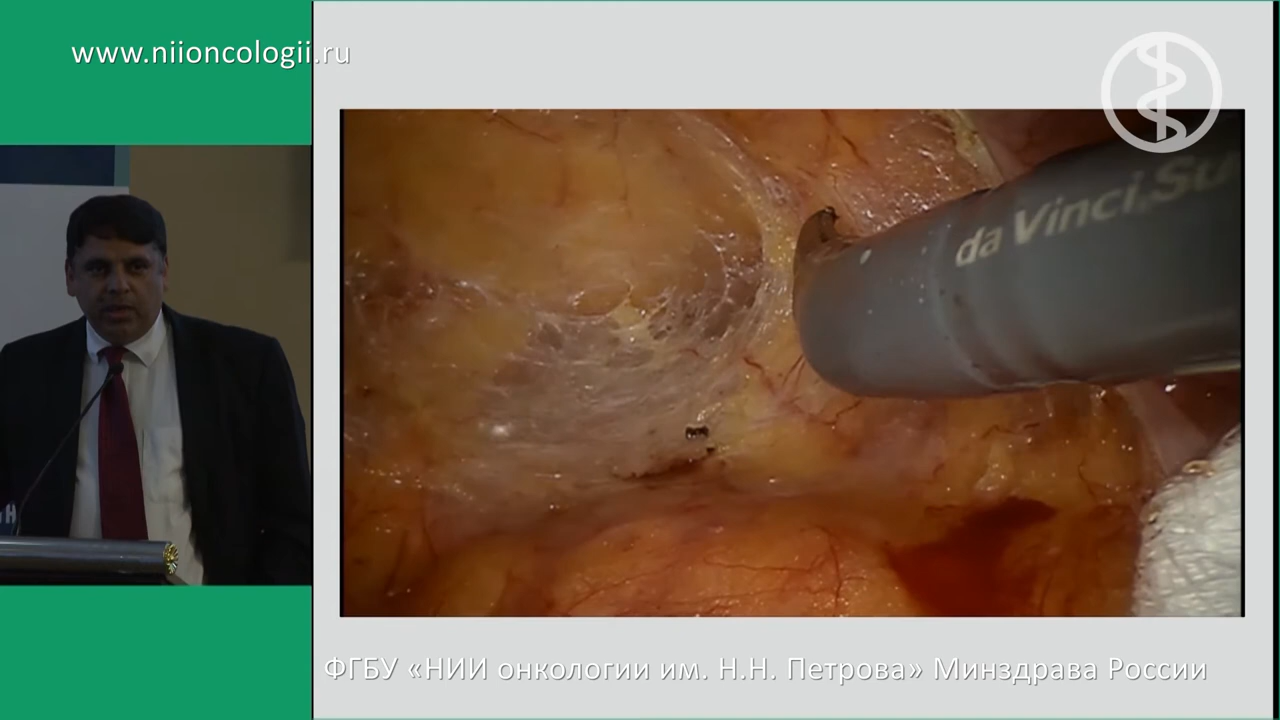 www.niioncologii.ru
da Vinci.Su
ФГБУ «НИИ онкологии им. Н.Н. Петрова» Минздрава России